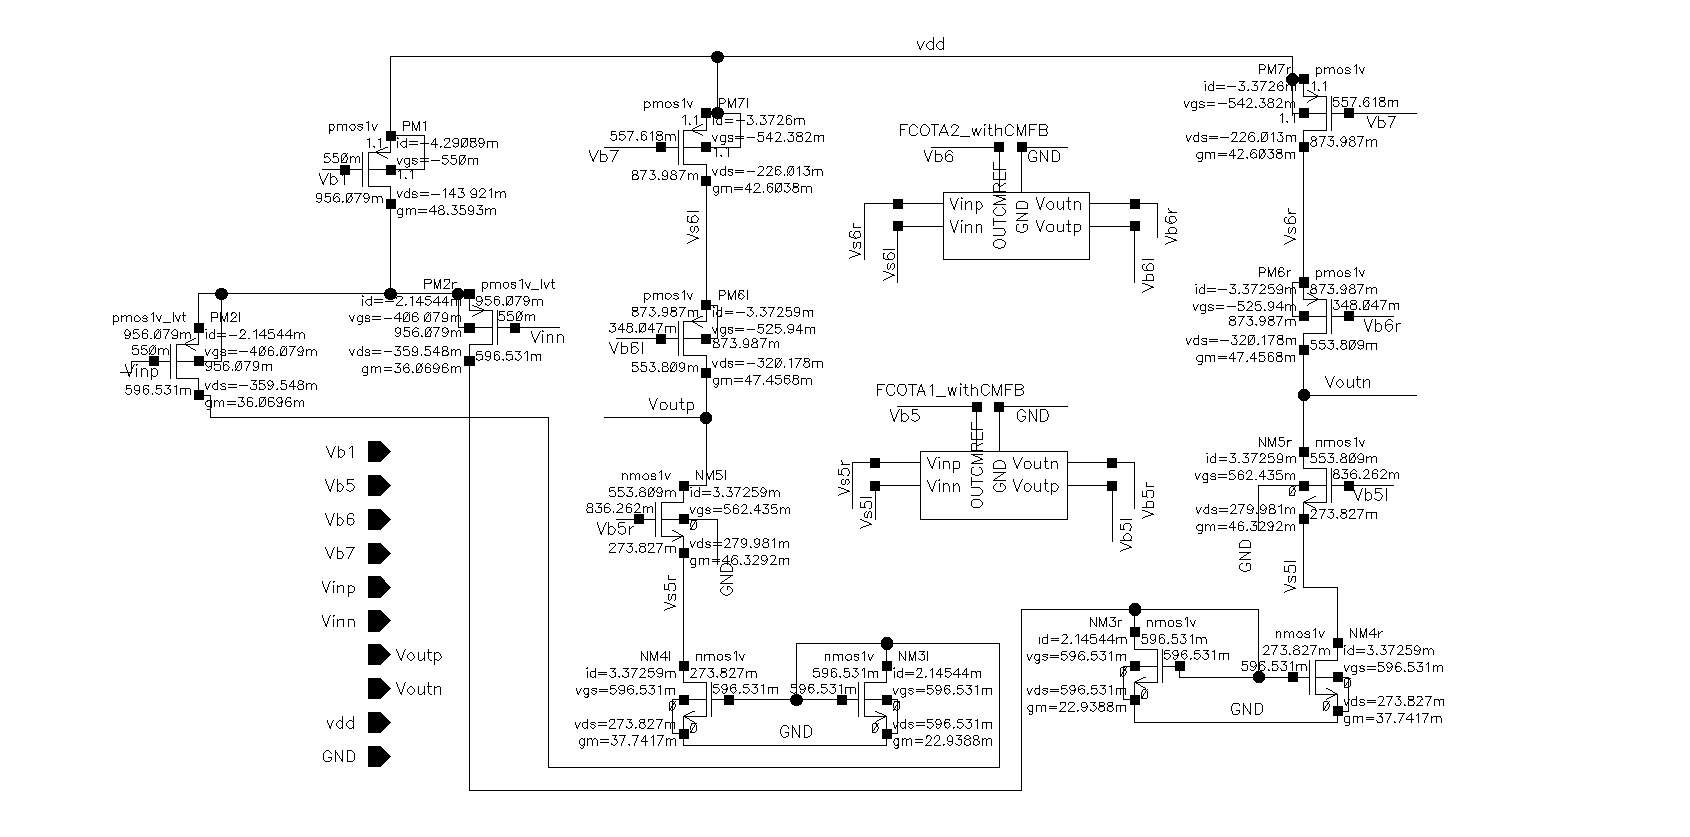 vdd
PM7r
pmos1v
id=-3.3726m
1.1
vgs=-542.382m
557.618m
1.1
Vb7
vds=-226.013m
873.987m
gm=42.6038m
pmos1v
PM7l
1.1
id=-3.3726m
557.618m
vgs=-542.382m
Vb7
1.1
873.987m
vds=-226.013m
gm=42.6038m
pmos1v
PM1
1.1
id=-4.29089m
550m
vgs=-550m
Vb1
1.1
956.079m
vds=-143.921m
gm=48.3593m
FCOTA2_withCMFB
Vb6
GND
OUTCMREF
GND
Vinp
Voutn
Vinn
Voutp
Vs6r
Vs6l
Vb6r
Vb6l
Vs6l
Vs6r
PM2r
pmos1v_lvt
id=-2.14544m
956.079m
vgs=-406.079m
550m
956.079m
Vinn
vds=-359.548m
596.531m
gm=36.0696m
pmos1v_lvt
PM2l
956.079m
id=-2.14544m
550m
vgs=-406.079m
Vinp
956.079m
596.531m
vds=-359.548m
gm=36.0696m
pmos1v
PM6l
873.987m
id=-3.37259m
348.047m
vgs=-525.94m
Vb6l
873.987m
553.809m
vds=-320.178m
gm=47.4568m
PM6r
pmos1v
id=-3.37259m
873.987m
vgs=-525.94m
348.047m
873.987m
Vb6r
vds=-320.178m
553.809m
gm=47.4568m
Voutp
Voutn
FCOTA1_withCMFB
Vb5
GND
OUTCMREF
GND
Vinp
Voutn
Vinn
Voutp
Vs5r
Vs5l
Vb5r
Vb5l
nmos1v
NM5l
553.809m
id=3.37259m
836.262m
vgs=562.435m
Vb5r
0
273.827m
vds=279.981m
gm=46.3292m
GND
Vs5r
NM5r
nmos1v
id=3.37259m
553.809m
vgs=562.435m
836.262m
0
Vb5l
vds=279.981m
273.827m
gm=46.3292m
GND
Vs5l
Vb1
Vb5
Vb6
Vb7
Vinp
Vinn
Voutp
Voutn
vdd
GND
NM4l
nmos1v
id=3.37259m
273.827m
vgs=596.531m
596.531m
0
vds=273.827m
0
gm=37.7417m
nmos1v
NM3l
596.531m
id=2.14544m
596.531m
vgs=596.531m
0
0
vds=596.531m
gm=22.9388m
GND
NM3r
nmos1v
id=2.14544m
596.531m
vgs=596.531m
596.531m
0
vds=596.531m
0
gm=22.9388m
nmos1v
NM4r
273.827m
id=3.37259m
596.531m
vgs=596.531m
0
0
vds=273.827m
gm=37.7417m
GND